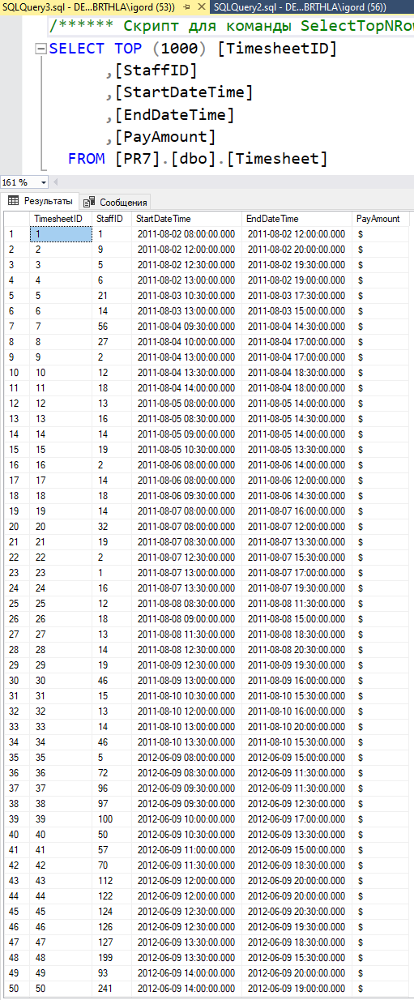 SQLQuery3.sql - DE...BRTHLA\igord (53)) SQLQuery2.sql - DE...BRTHLA\igord (56))
/****** Скрипт для команды SelectTopNRow
SELECT TOP (1000) [TimesheetID]
,[StaffID]
,[StartDateTime]
,[EndDateTime]
,[PayAmount]
FROM [PR7].[dbo].[Timesheet]
161 %
Результаты Сообщения
TimesheetID StaffID StartDateTime EndDateTime PayAmount
1 1 1 2011-08-02 08:00:00.000 2011-08-02 12:00:00.000 $
2 2 9 2011-08-02 12:00:00.000 2011-08-02 20:00:00.000 $
3 3 5 2011-08-02 12:30:00.000 2011-08-02 19:30:00.000 $
4 4 6 2011-08-02 13:00:00.000 2011-08-02 19:00:00.000 $
5 5 21 2011-08-03 10:30:00.000 2011-08-03 17:30:00.000 $
6 6 14 2011-08-03 13:00:00.000 2011-08-03 15:00:00.000 $
7 7 56 2011-08-04 09:30:00.000 2011-08-04 14:30:00.000 $
8 8 27 2011-08-04 10:00:00.000 2011-08-04 17:00:00.000 $
9 9 2 2011-08-04 13:00:00.000 2011-08-04 17:00:00.000 $
10 10 12 2011-08-04 13:30:00.000 2011-08-04 18:30:00.000 $
11 11 18 2011-08-04 14:00:00.000 2011-08-04 18:00:00.000 $
12 12 13 2011-08-05 08:00:00.000 2011-08-05 14:00:00.000 $
13 13 16 2011-08-05 08:30:00.000 2011-08-05 14:30:00.000 $
14 14 14 2011-08-05 09:00:00.000 2011-08-05 14:00:00.000 $
15 15 19 2011-08-05 10:30:00.000 2011-08-05 13:30:00.000 $
16 16 2 2011-08-06 08:00:00.000 2011-08-06 14:00:00.000 $
17 17 14 2011-08-06 08:00:00.000 2011-08-06 12:00:00.000 $
18 18 18 2011-08-06 09:30:00.000 2011-08-06 14:30:00.000 $
19 19 14 2011-08-07 08:00:00.000 2011-08-07 16:00:00.000 $
20 20 32 2011-08-07 08:00:00.000 2011-08-07 12:00:00.000 $
21 21 19 2011-08-07 08:30:00.000 2011-08-07 13:30:00.000 $
22 22 2 2011-08-07 12:30:00.000 2011-08-07 15:30:00.000 $
23 23 1 2011-08-07 13:00:00.000 2011-08-07 17:00:00.000 $
24 24 16 2011-08-07 13:30:00.000 2011-08-07 19:30:00.000 $
25 25 12 2011-08-08 08:30:00.000 2011-08-08 11:30:00.000 $
26 26 18 2011-08-08 09:00:00.000 2011-08-08 15:00:00.000 $
27 27 13 2011-08-08 11:30:00.000 2011-08-08 18:30:00.000 $
28 28 14 2011-08-08 12:30:00.000 2011-08-08 20:30:00.000 $
29 29 19 2011-08-09 12:30:00.000 2011-08-09 19:30:00.000 $
30 30 46 2011-08-09 13:00:00.000 2011-08-09 16:00:00.000 $
31 31 15 2011-08-10 10:30:00.000 2011-08-10 15:30:00.000 $
32 32 13 2011-08-10 12:00:00.000 2011-08-10 16:00:00.000 $
33 33 14 2011-08-10 13:00:00.000 2011-08-10 20:00:00.000 $
34 34 46 2011-08-10 13:30:00.000 2011-08-10 15:30:00.000 $
35 35 5 2012-06-09 08:00:00.000 2012-06-09 15:00:00.000 $
36 36 72 2012-06-09 08:30:00.000 2012-06-09 11:30:00.000 $
37 37 96 2012-06-09 09:30:00.000 2012-06-09 11:30:00.000 $
38 38 97 2012-06-09 09:30:00.000 2012-06-09 12:30:00.000 $
39 39 100 2012-06-09 10:00:00.000 2012-06-09 17:00:00.000 $
40 40 50 2012-06-09 10:30:00.000 2012-06-09 13:30:00.000 $
41 41 57 2012-06-09 11:00:00.000 2012-06-09 15:00:00.000 $
42 42 70 2012-06-09 11:30:00.000 2012-06-09 18:30:00.000 $
43 43 112 2012-06-09 12:00:00.000 2012-06-09 20:00:00.000 $
44 44 122 2012-06-09 12:00:00.000 2012-06-09 20:00:00.000 $
45 45 124 2012-06-09 12:30:00.000 2012-06-09 20:30:00.000 $
46 46 126 2012-06-09 12:30:00.000 2012-06-09 19:30:00.000 $
47 47 127 2012-06-09 13:30:00.000 2012-06-09 18:30:00.000 $
48 48 199 2012-06-09 13:30:00.000 2012-06-09 15:30:00.000 $
49 49 93 2012-06-09 14:00:00.000 2012-06-09 20:00:00.000 $
50 50 241 2012-06-09 14:00:00.000 2012-06-09 19:00:00.000 $